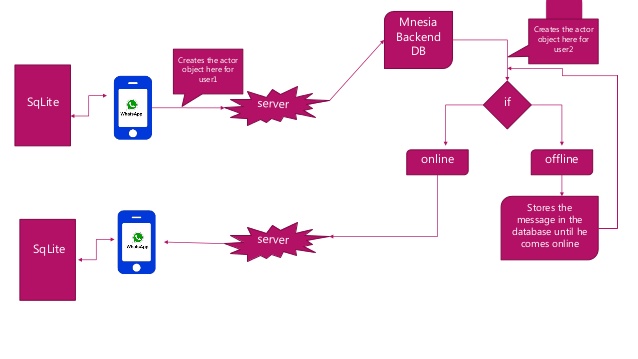 Mnesia
Backend
DB
Creates the actor
object here for
user2
Creates the actor
object here for
user1
SqLite
WhatsApp
server
if
online
offline
Stores the
message in the
database until he
comes online
SqLite
WhatsApp
server